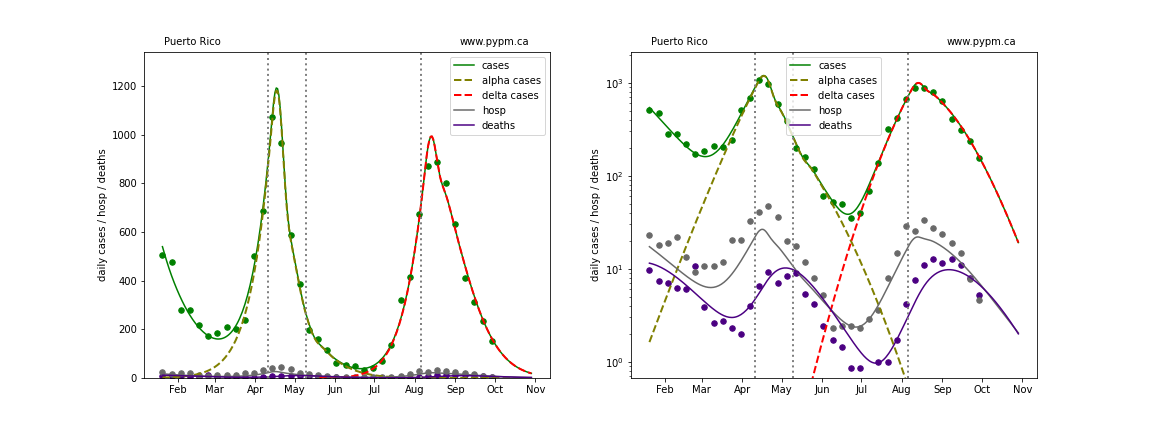 Puerto Rico www.pypm.ca
daily cases / hosp / deaths
1200
1000
800
600
400
200
0
cases
alpha cases
delta cases
hosp
deaths
Feb Mar Apr May Jun Jul Aug Sep Oct Nov
Puerto Rico www.pypm.ca
daily cases / hosp / deaths
10³
10²
10¹
10⁰
cases
alpha cases
delta cases
hosp
deaths
Feb Mar Apr May Jun Jul Aug Sep Oct Nov